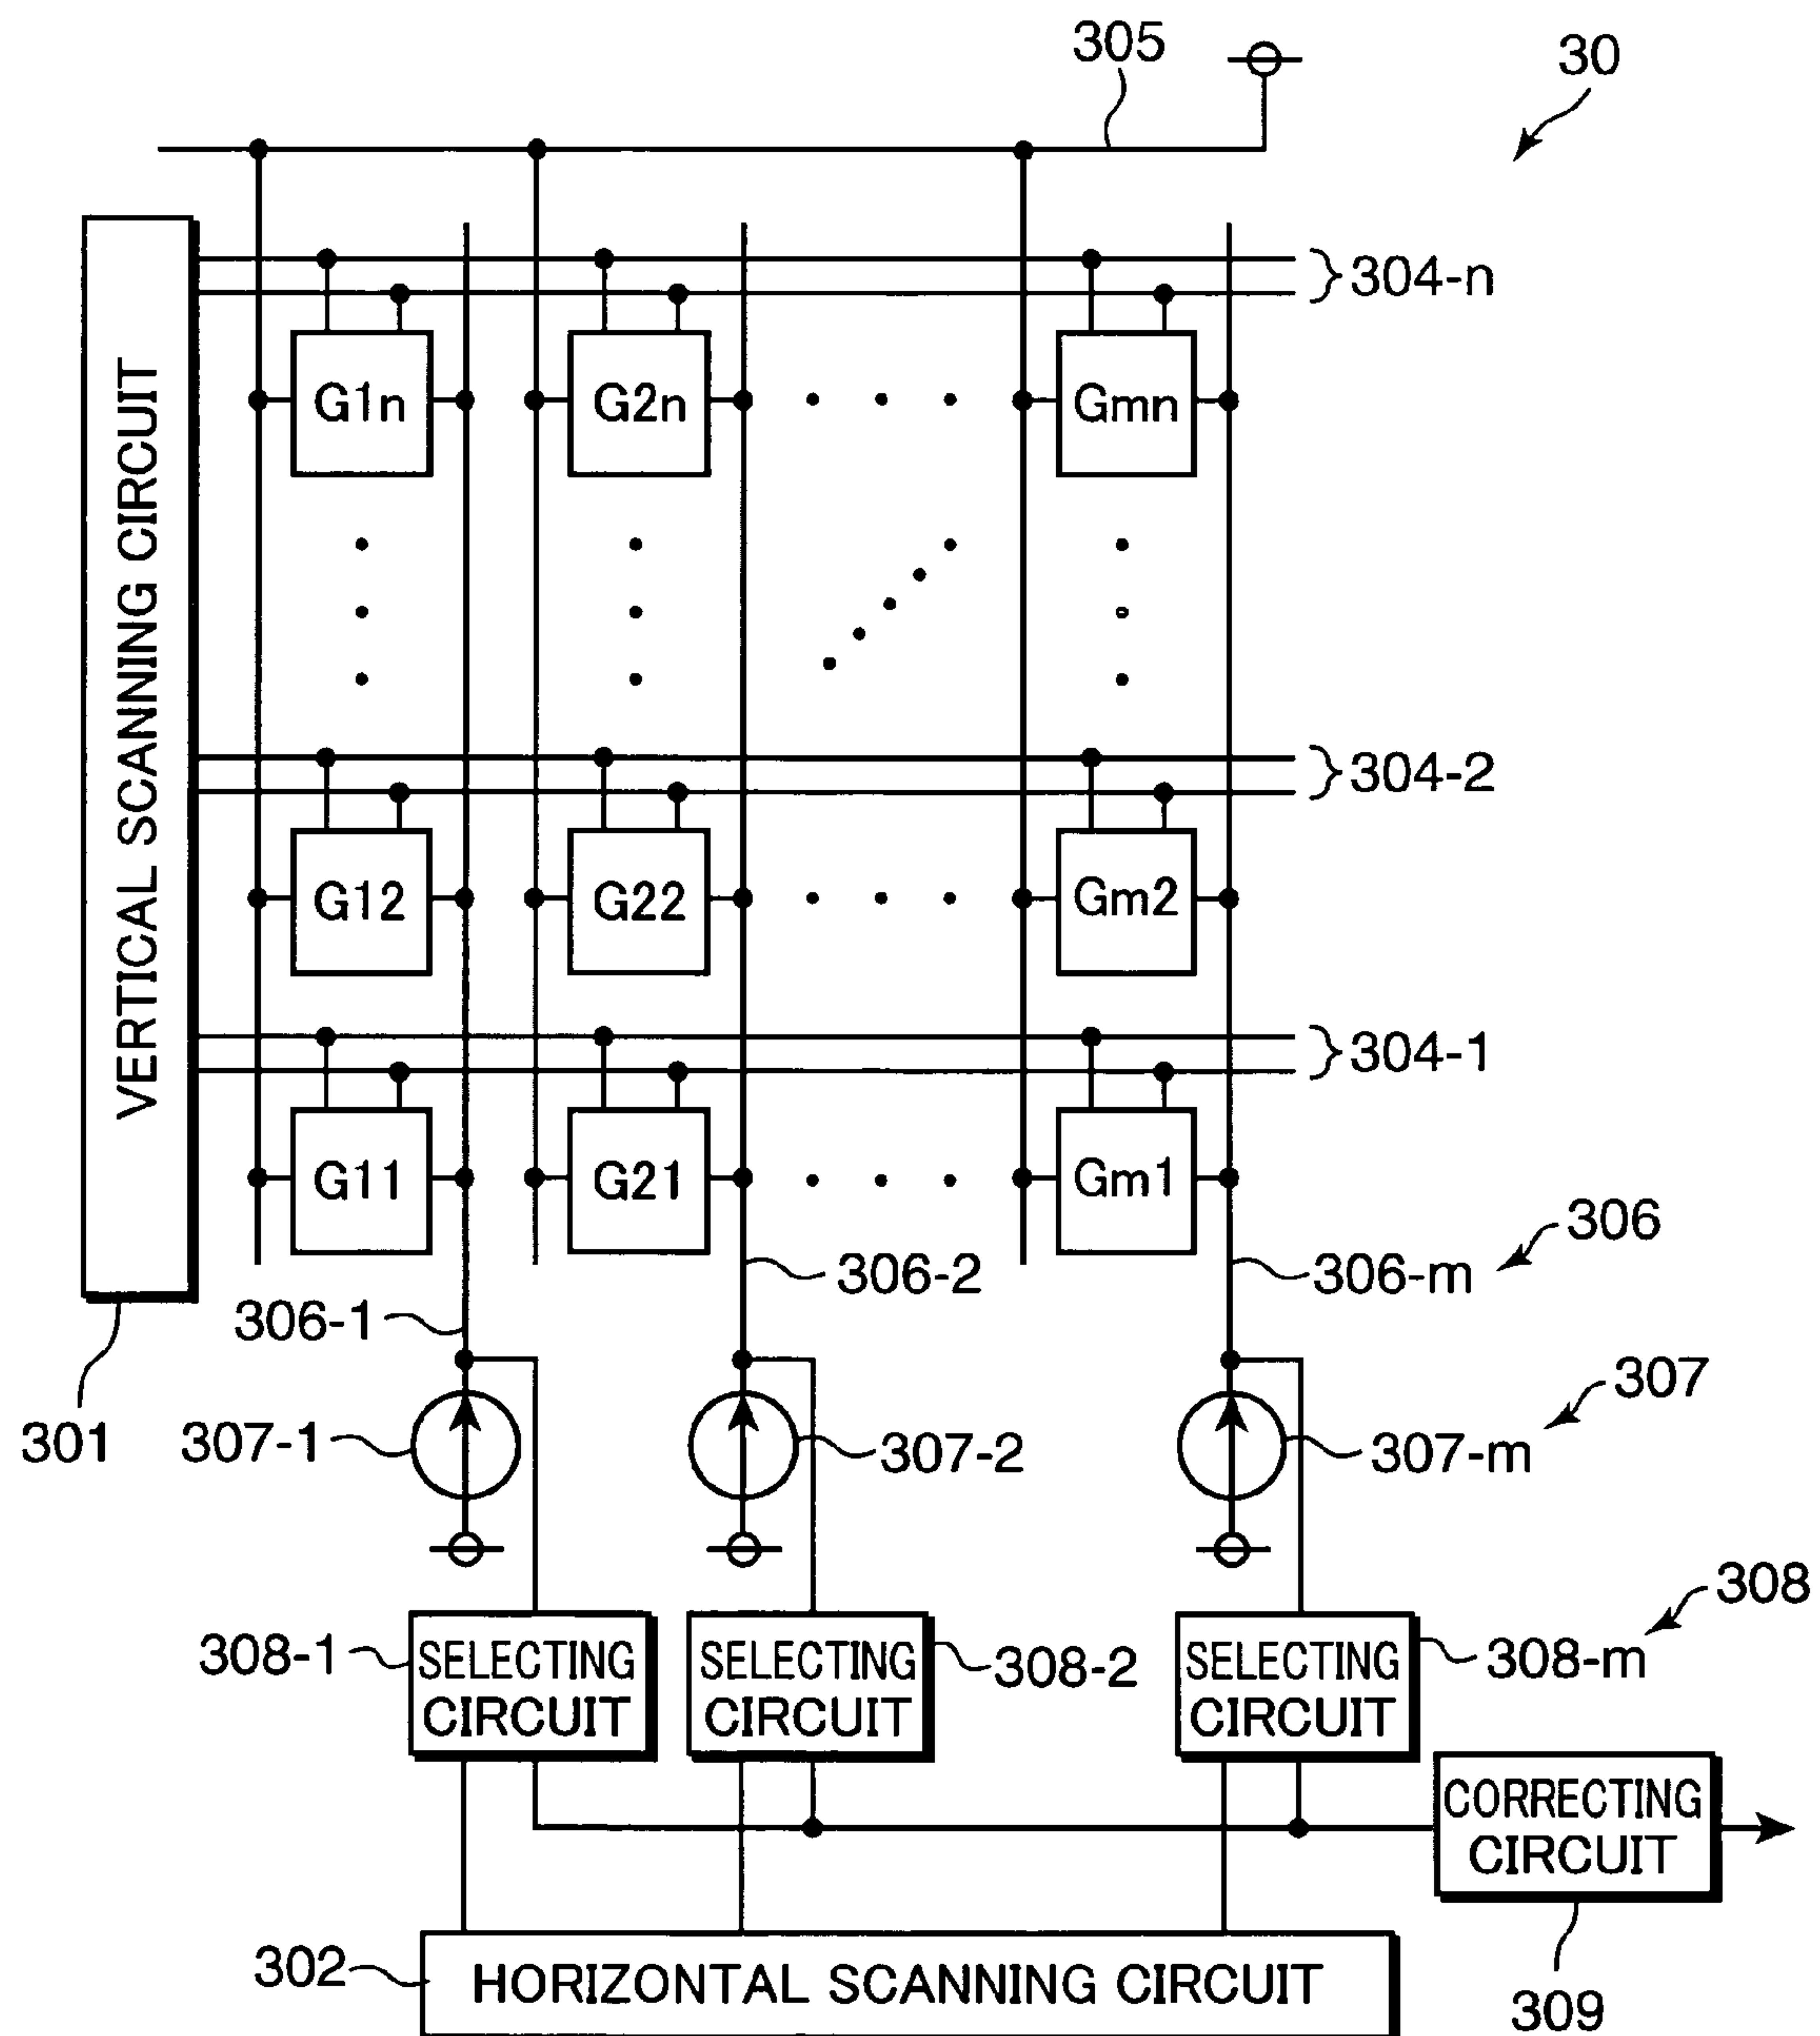 305
30
304-n
G1n
G2n
Gmn
VERTICAL SCANNING CIRCUIT
304-2
G12
G22
Gm2
304-1
G11
G21
Gm1
306
306-2
306-m
306-1
307
301
307-1
307-2
307-m
308
308-1
SELECTING
CIRCUIT
SELECTING
CIRCUIT
308-2
SELECTING
CIRCUIT
308-m
CORRECTING
CIRCUIT
302
HORIZONTAL SCANNING CIRCUIT
309